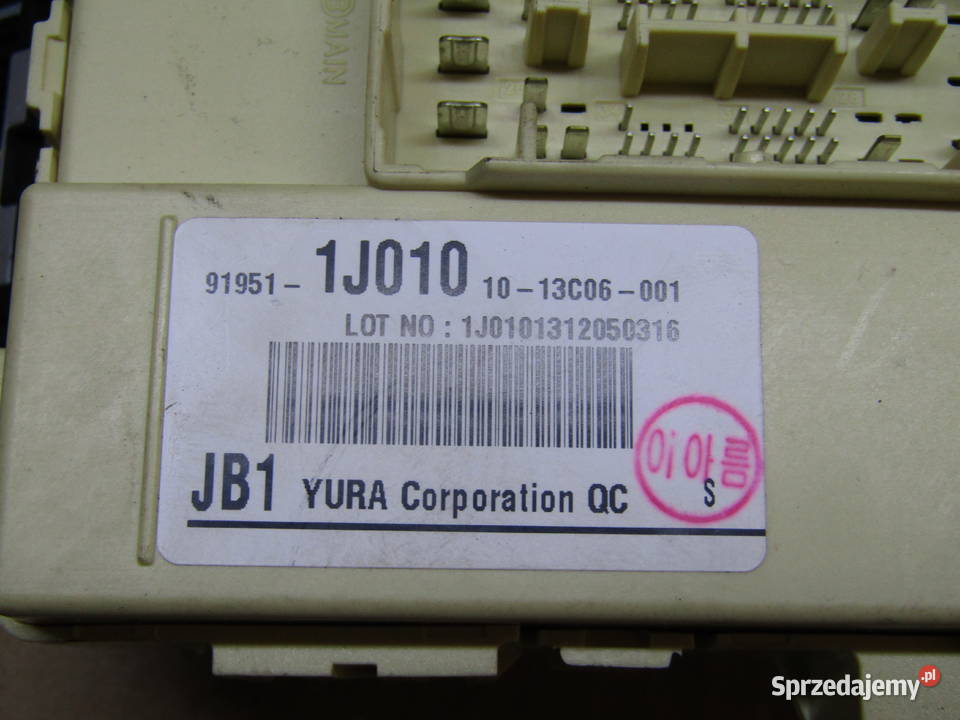 MAIN
91951- 1J010 10-13C06-001
LOT NO : 1J0101312050316
JB1 YURA Corporation QC S
이아름
Sprzedajemy.pl